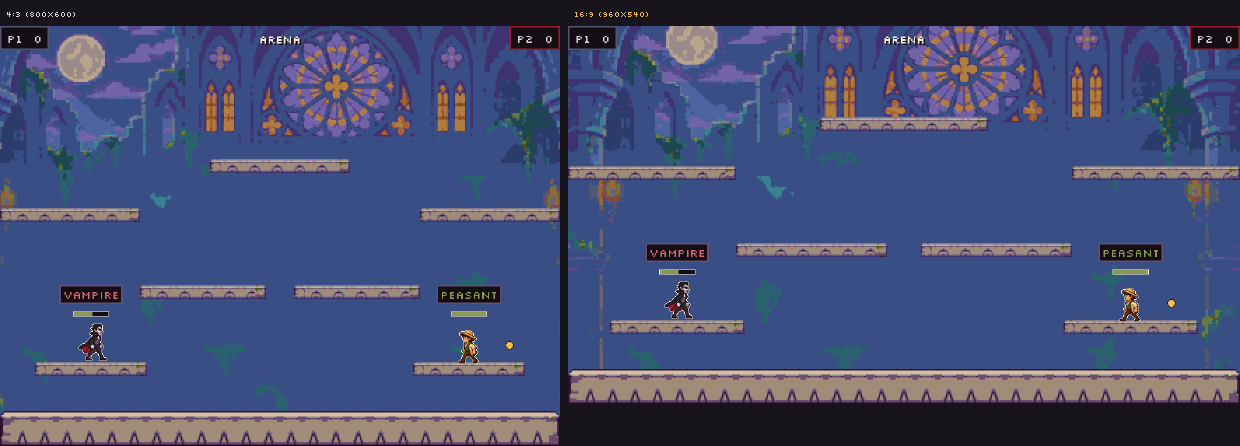 4:3 (800X600)
P1 0
ARENA
P2 0
VAMPIRE
PEASANT
16:9 (960X540)
P1 0
ARENA
P2 0
VAMPIRE
PEASANT